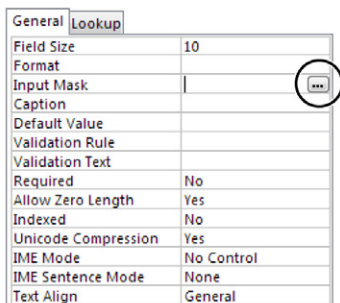 General Lookup
Field Size 10
Format
Input Mask ...
Caption
Default Value
Validation Rule
Validation Text
Required No
Allow Zero Length Yes
Indexed No
Unicode Compression Yes
IME Mode No Control
IME Sentence Mode None
Text Align General